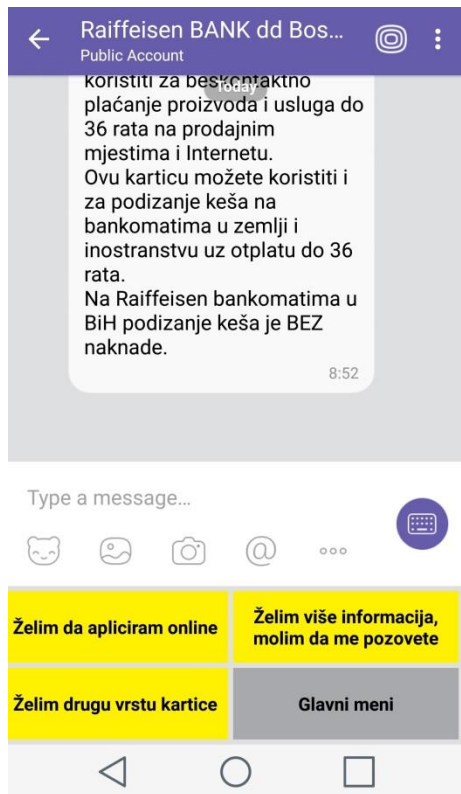 Raiffeisen BANK dd Bos...
Public Account
koristiti za beskontaktno
Today
plaćanje proizvoda i usluga do
36 rata na prodajnim
mjestima i Internetu.
Ovu karticu možete koristiti i
za podizanje keša na
bankomatima u zemlji i
inostranstvu uz otplatu do 36
rata.
Na Raiffeisen bankomatima u
BiH podizanje keša je BEZ
naknade.
8:52
Type a message...
Želim da apliciram online
Želim više informacija,
molim da me pozovete
Želim drugu vrstu kartice
Glavni meni